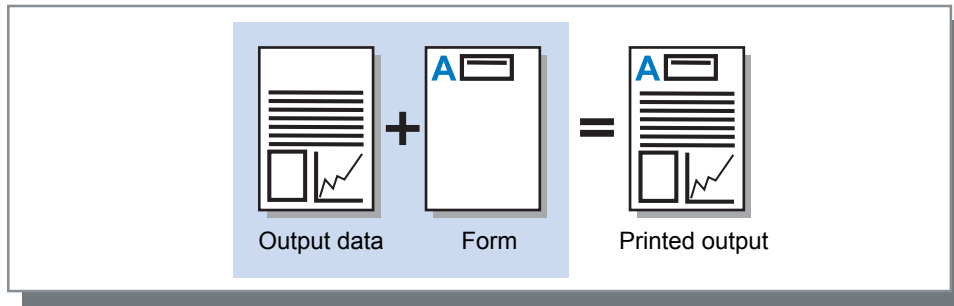 A
A
+
=
Output data
Form
Printed output